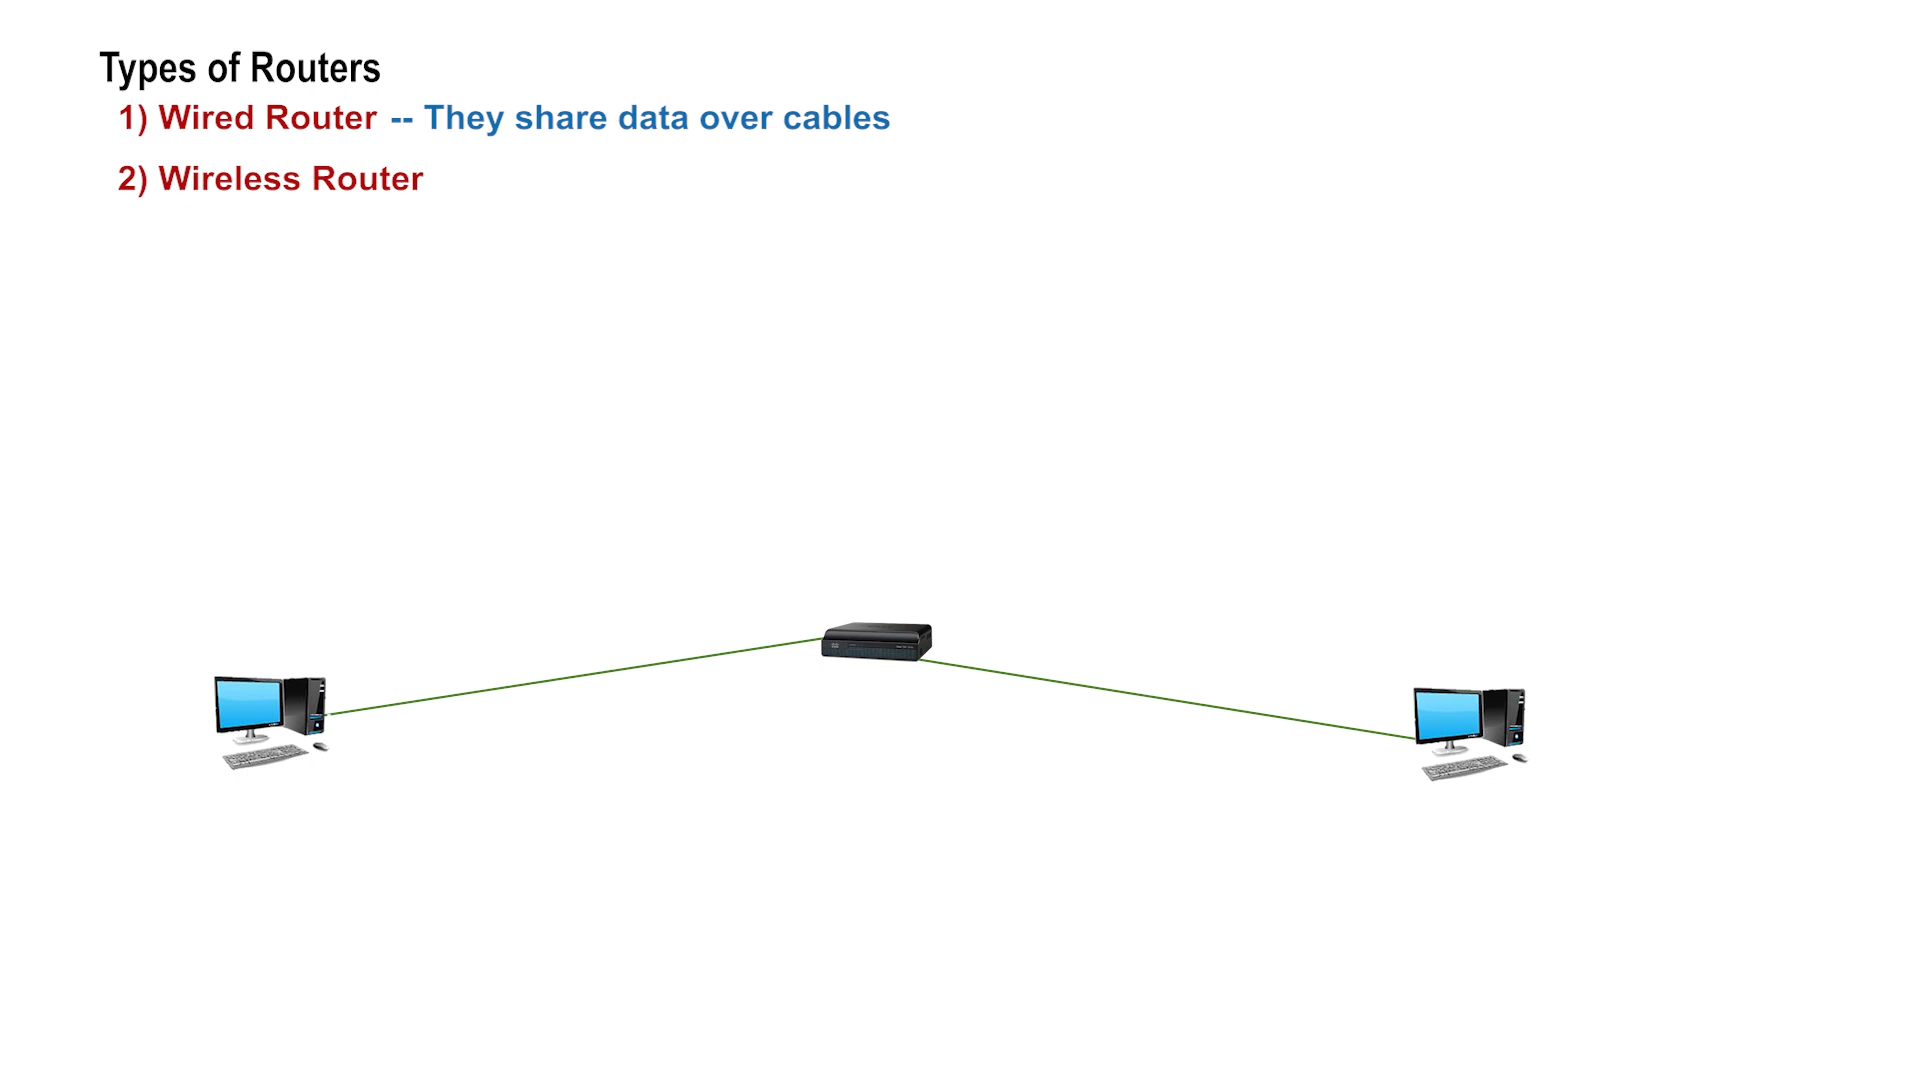 Types of Routers
1) Wired Router -- They share data over cables
2) Wireless Router